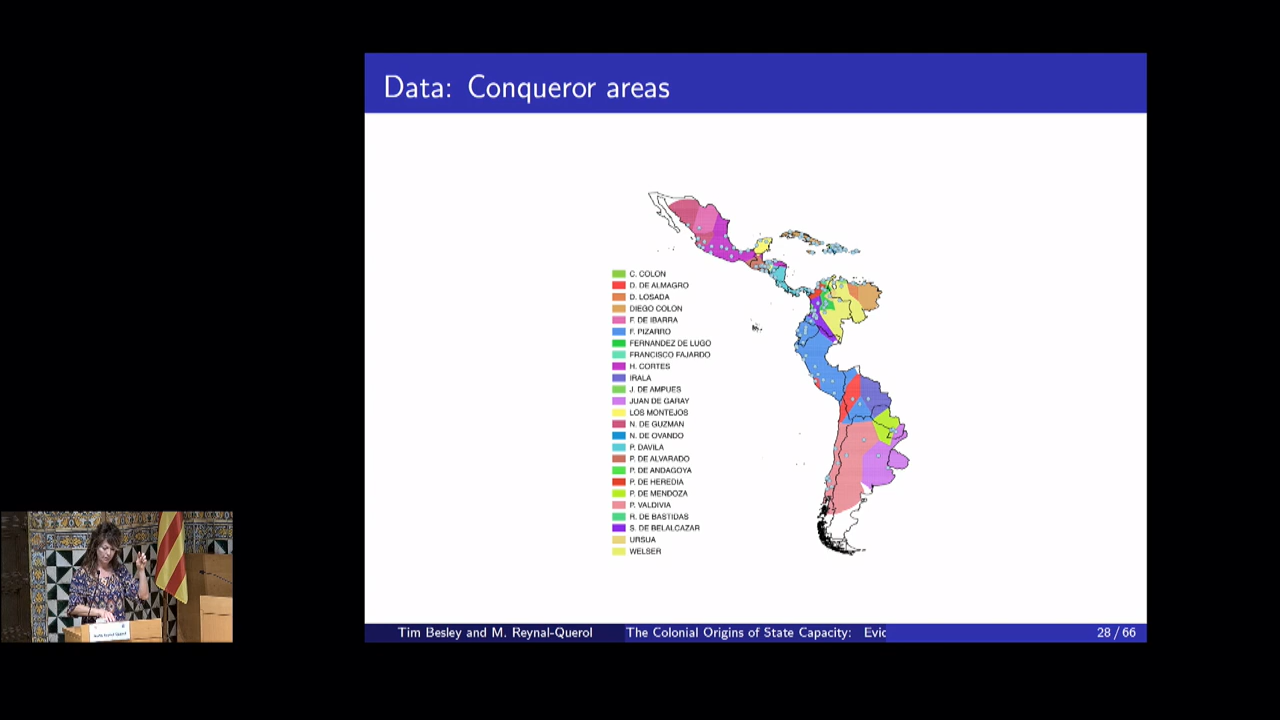 Data: Conqueror areas
C. COLON
D. DE ALMAGRO
D. LOSADA
DIEGO COLON
F. DE IBARRA
F. PIZARRO
FERNANDEZ DE LUGO
FRANCISCO FAJARDO
H. CORTES
IRALA
J. DE AMPUES
JUAN DE GARAY
LOS MONTEJOS
N. DE GUZMAN
N. DE OVANDO
P. DAVILA
P. DE ALVARADO
P. DE ANDAGOYA
P. DE HEREDIA
P. DE MENDOZA
P. VALDIVIA
R. DE BASTIDAS
S. DE BELALCAZAR
URSUA
WELSER
Tim Besley and M. Reynal-Querol The Colonial Origins of State Capacity: Evid 28 / 66